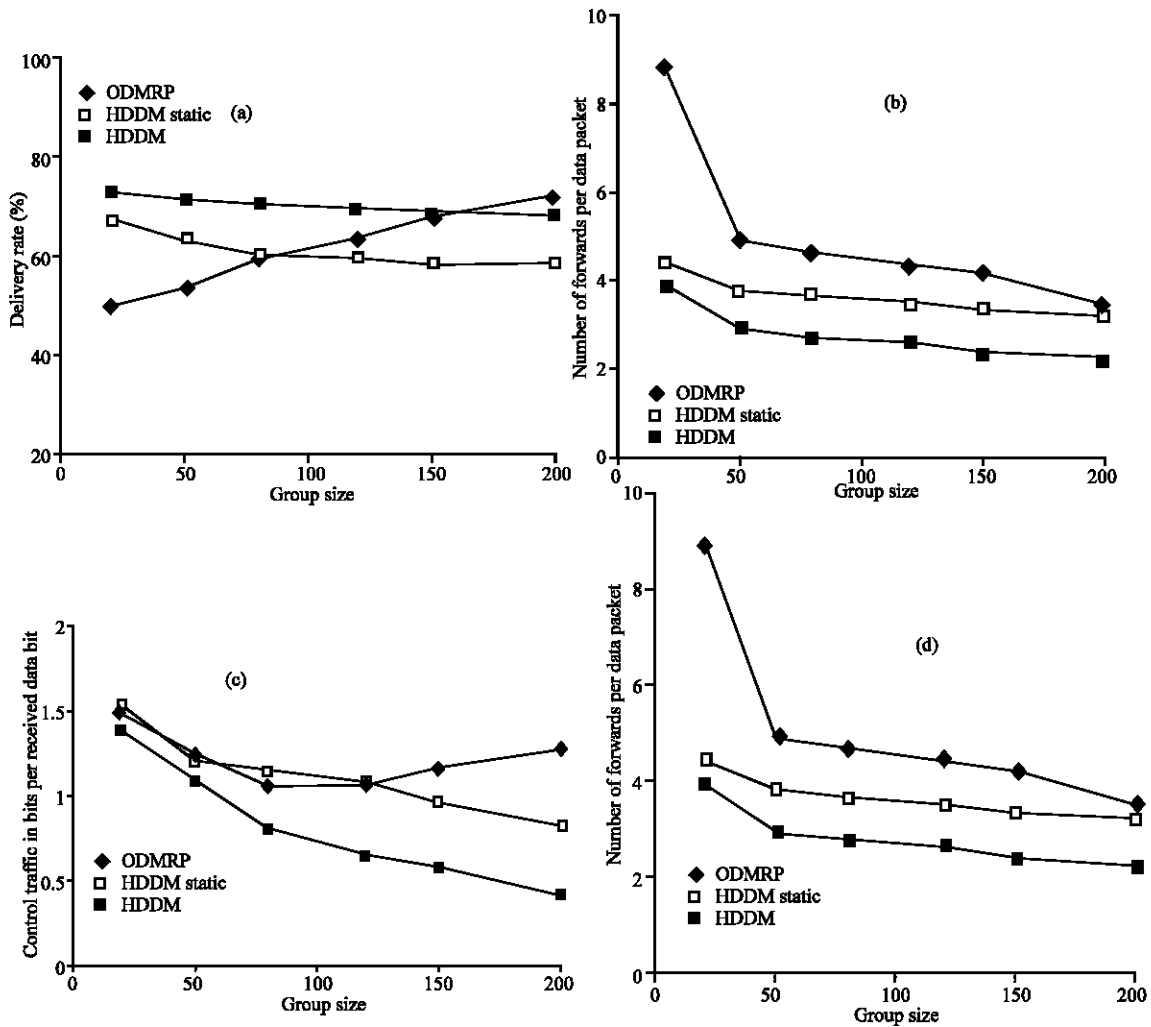 100
80
60
40
20
0
50
100
150
200
Delivery rate (%)
Group size
ODMRP
HDDM static
HDDM
(a)
10
8
6
4
2
0
0
50
100
150
200
Number of forwards per data packet
Group size
ODMRP
HDDM static
HDDM
(b)
2
1.5
1
0.5
0
0
50
100
150
200
Control traffic in bits per received data bit
Group size
ODMRP
HDDM static
HDDM
(c)
10
8
6
4
2
0
0
50
100
150
200
Number of forwards per data packet
Group size
ODMRP
HDDM static
HDDM
(d)